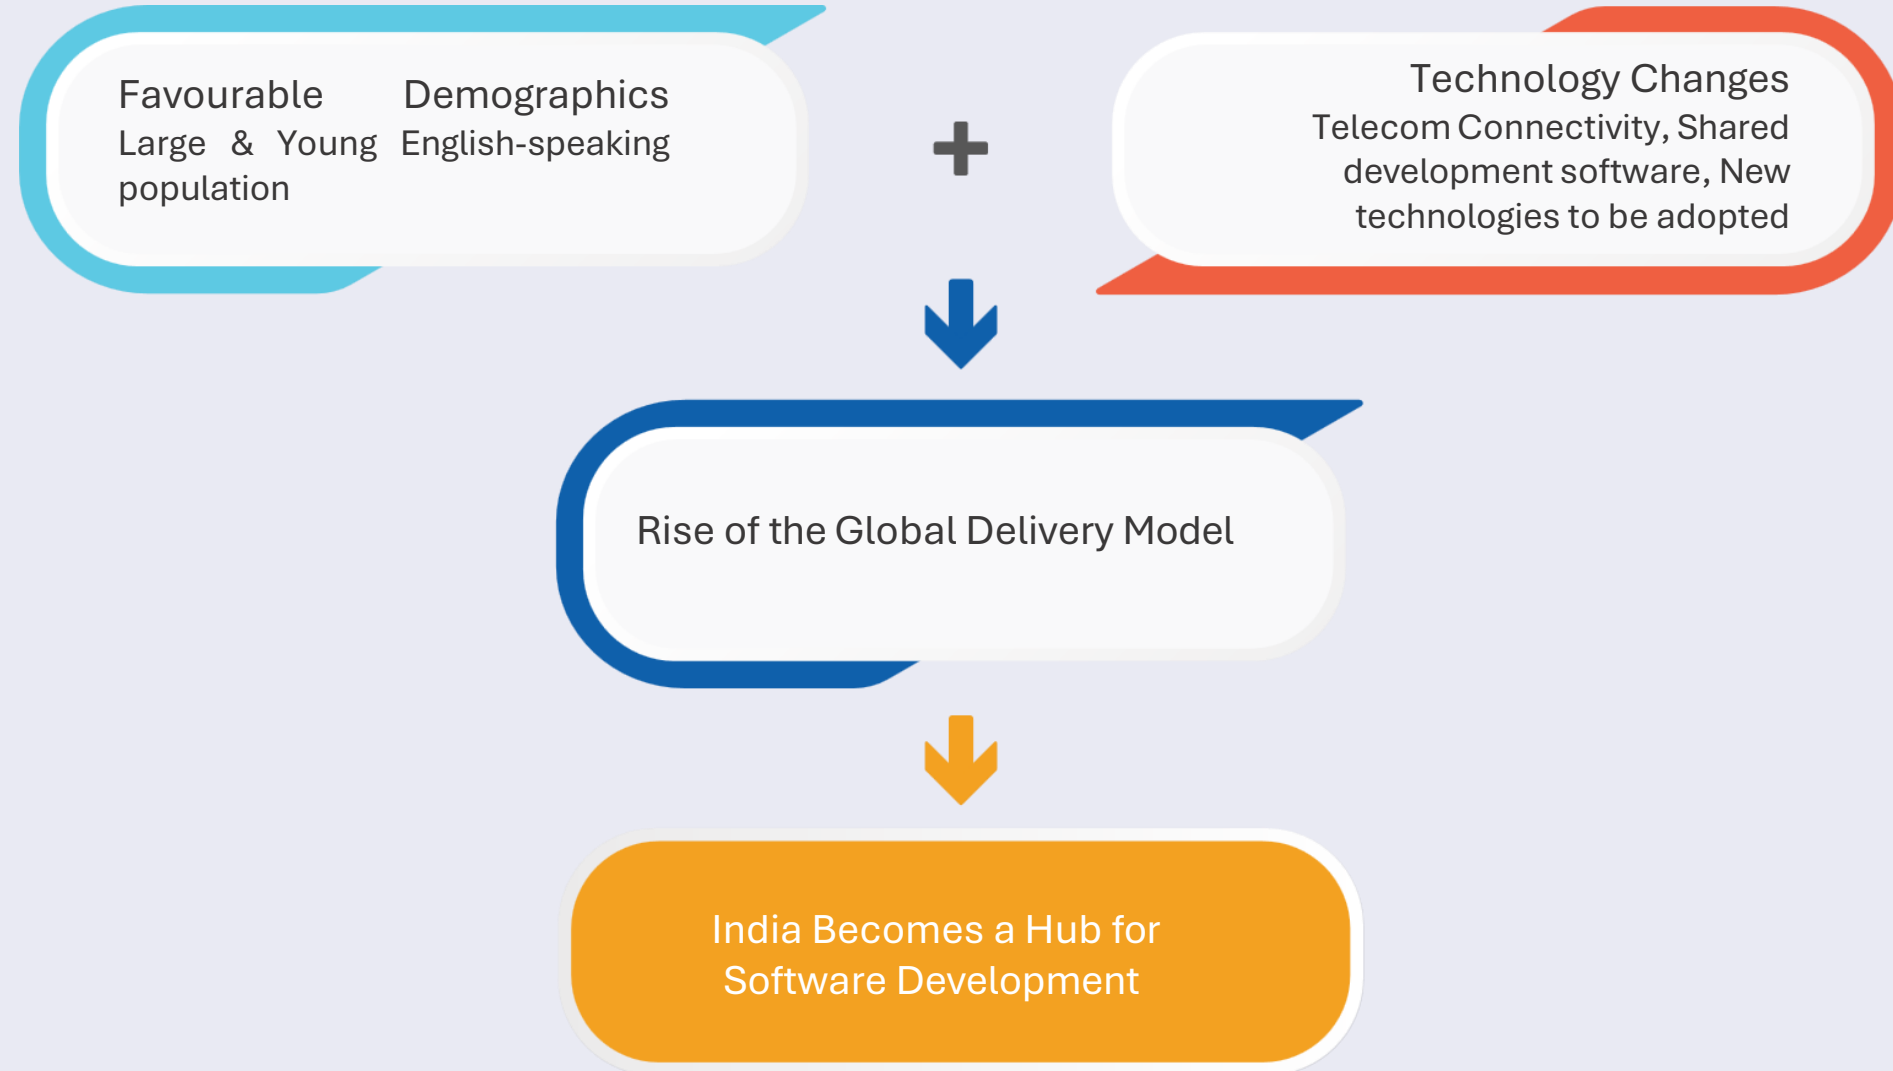 Favourable Demographics
Large & Young English-speaking
population
Technology Changes
Telecom Connectivity, Shared
development software, New
technologies to be adopted
Rise of the Global Delivery Model
India Becomes a Hub for
Software Development